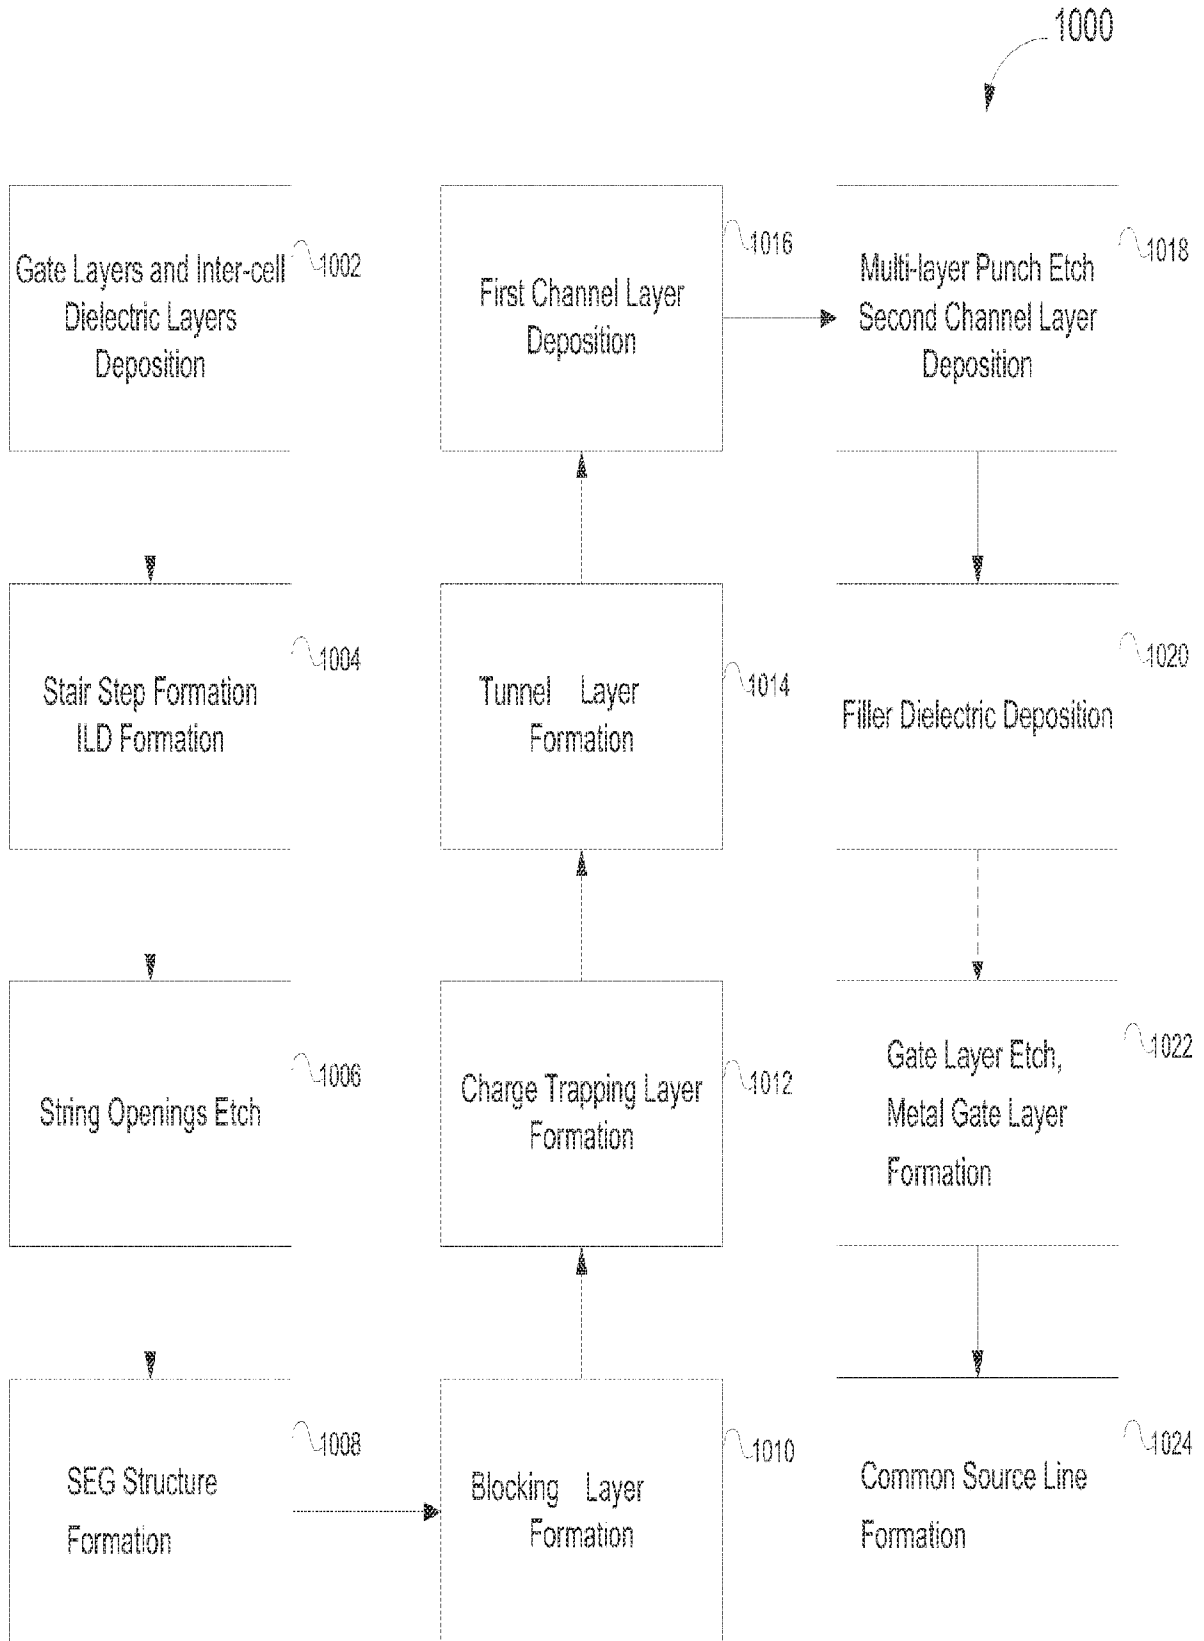 1000
Gate Layers and Inter-cell
Dielectric Layers
Deposition
1002
Stair Step Formation
ILD Formation
1004
String Openings Etch
1006
SEG Structure
Formation
1008
Blocking Layer
Formation
1010
Charge Trapping Layer
Formation
1012
Tunnel Layer
Formation
1014
First Channel Layer
Deposition
1016
Multi-layer Punch Etch
Second Channel Layer
Deposition
1018
Filler Dielectric Deposition
1020
Gate Layer Etch,
Metal Gate Layer
Formation
1022
Common Source Line
Formation
1024